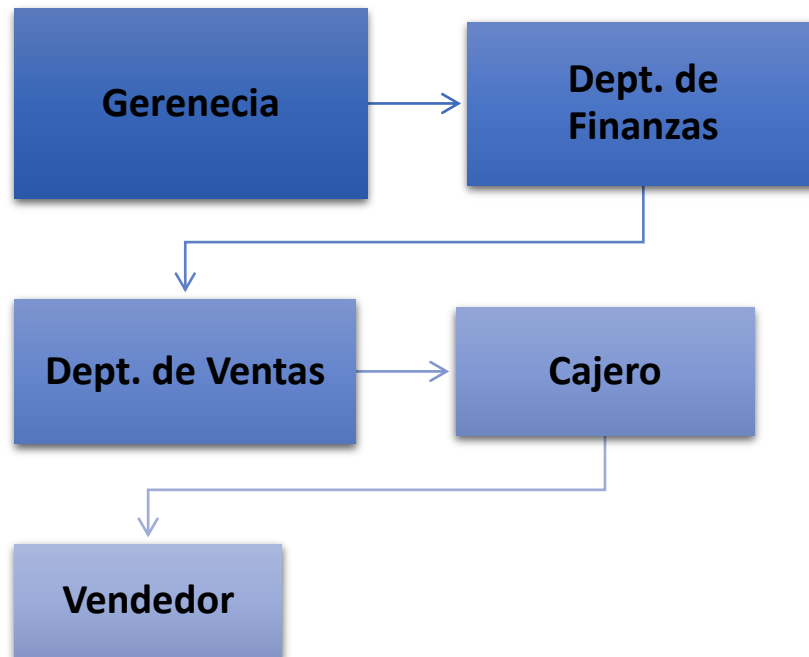 Gerenecia
Dept. de
Finanzas
Dept. de Ventas
Cajero
Vendedor